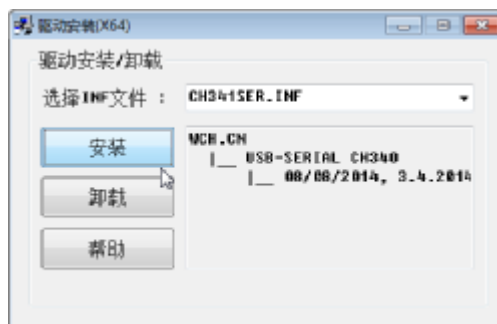 驱动安装(X64)
驱动安装/卸载
选择INF文件 :
CH341SER.INF
安装
WCH.CN
|__ USB-SERIAL CH340
|__ 08/08/2014, 3.4.2014
卸载
帮助